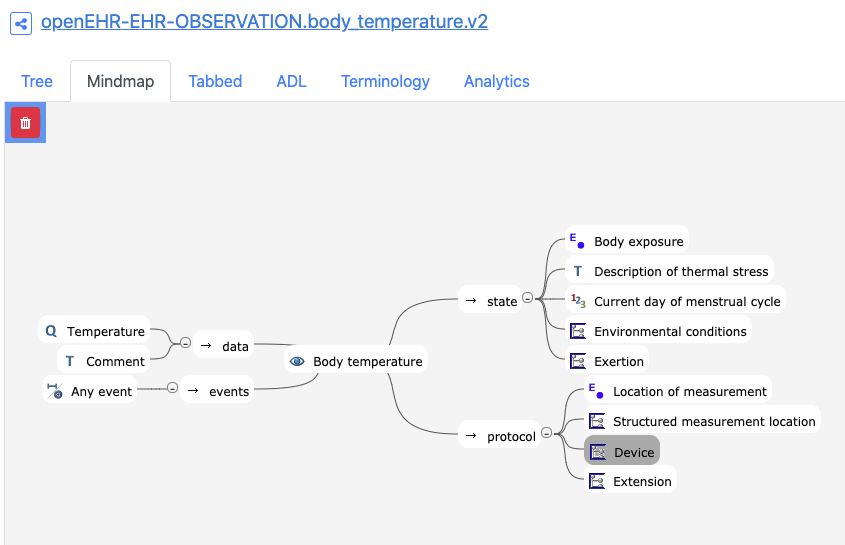 openEHR-EHR-OBSERVATION.body_temperature.v2
Tree Mindmap Tabbed ADL Terminology Analytics
Q Temperature
T Comment
→ data
Any event
→ events
Body temperature
→ state
E Body exposure
T Description of thermal stress
123 Current day of menstrual cycle
Environmental conditions
Exertion
→ protocol
E Location of measurement
Structured measurement location
Device
Extension